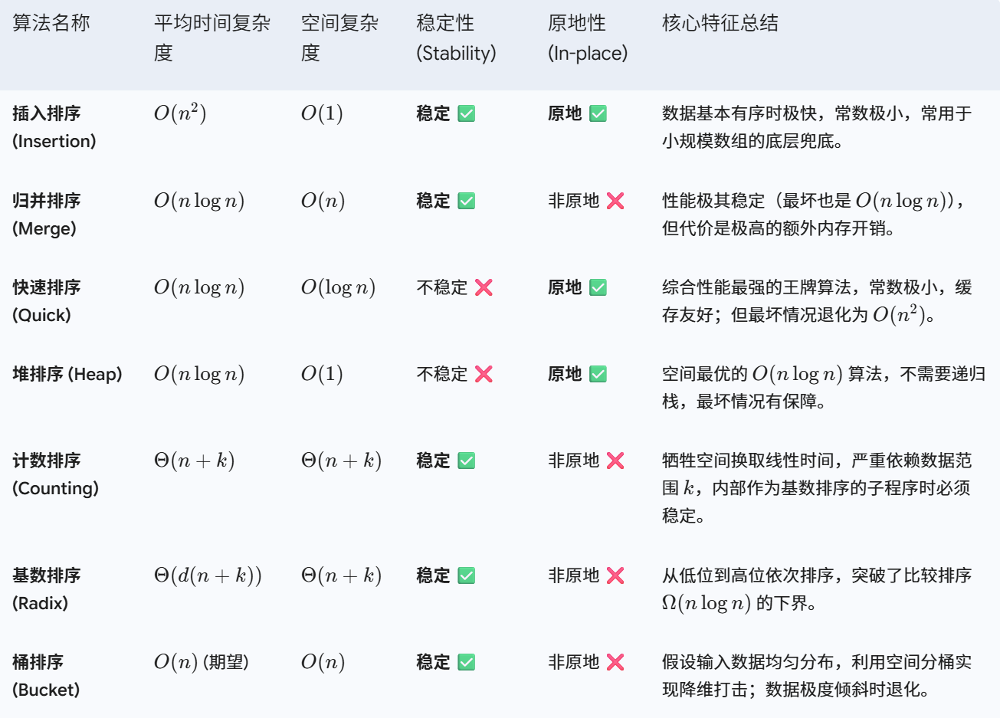 算法名称 平均时间复杂 空间复杂 稳定性 原地性 核心特征总结
度 度 (Stability) (In-place)
插入排序 O(n²) O(1) 稳定 ✅ 原地 ✅ 数据基本有序时极快，常数极小，常用于
(Insertion) 小规模数组的底层兜底。
归并排序 O(n log n) O(n) 稳定 ✅ 非原地 ❌ 性能极其稳定（最坏也是 O(n log n)），
(Merge) 但代价是极高的额外内存开销。
快速排序 O(n log n) O(log n) 不稳定 ❌ 原地 ✅ 综合性能最强的王牌算法，常数极小，缓
(Quick) 存友好；但最坏情况退化为 O(n²)。
堆排序 (Heap) O(n log n) O(1) 不稳定 ❌ 原地 ✅ 空间最优的 O(n log n) 算法，不需要递归
栈，最坏情况有保障。
计数排序 Θ(n + k) Θ(n + k) 稳定 ✅ 非原地 ❌ 牺牲空间换取线性时间，严重依赖数据范
(Counting) 围 k，内部作为基数排序的子程序时必须
稳定。
基数排序 Θ(d(n + k)) Θ(n + k) 稳定 ✅ 非原地 ❌ 从低位到高位依次排序，突破了比较排序
(Radix) Ω(n log n) 的下界。
桶排序 O(n) (期望) O(n) 稳定 ✅ 非原地 ❌ 假设输入数据均匀分布，利用空间分桶实
(Bucket) 现降维打击；数据极度倾斜时退化。